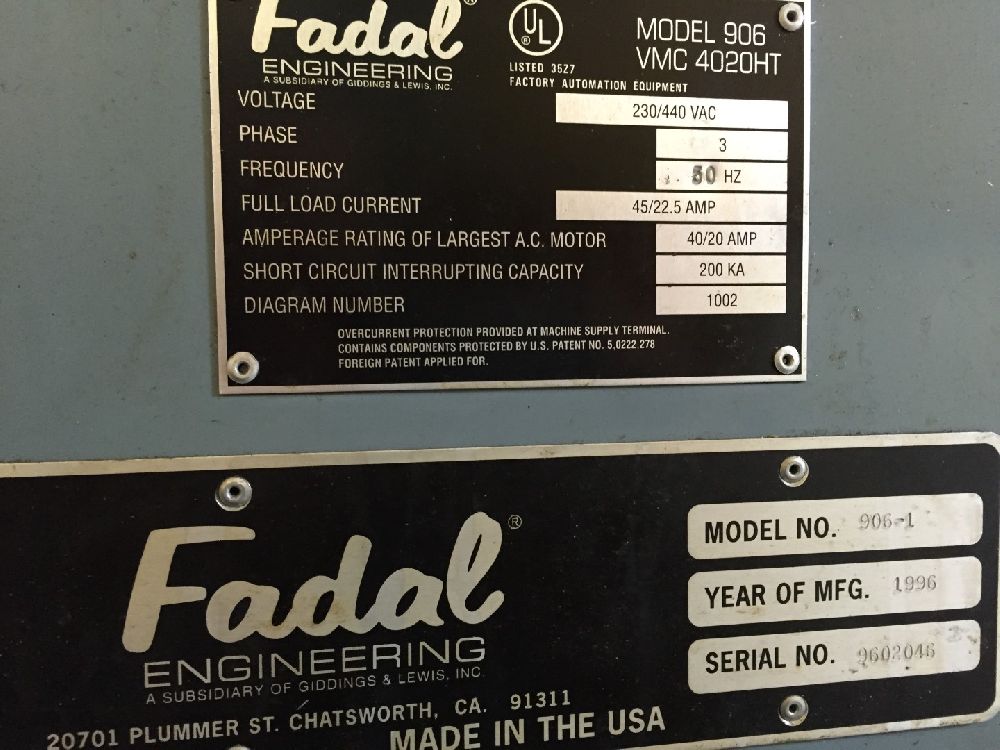 Fadal®
ENGINEERING
A SUBSIDIARY OF GIDDINGS & LEWIS, INC.
UL®
LISTED 36Z7
FACTORY AUTOMATION EQUIPMENT
MODEL 906
VMC 4020HT
VOLTAGE 230/440 VAC
PHASE 3
FREQUENCY HZ
FULL LOAD CURRENT 45/22.5 AMP
AMPERAGE RATING OF LARGEST A.C. MOTOR 40/20 AMP
SHORT CIRCUIT INTERRUPTING CAPACITY 200 KA
DIAGRAM NUMBER 1002
OVERCURRENT PROTECTION PROVIDED AT MACHINE SUPPLY TERMINAL.
CONTAINS COMPONENTS PROTECTED BY U.S. PATENT NO. 5,0222,278
FOREIGN PATENT APPLIED FOR.
Fadal®
ENGINEERING
A SUBSIDIARY OF GIDDINGS & LEWIS, INC.
20701 PLUMMER ST. CHATSWORTH, CA. 91311
MADE IN THE USA
MODEL NO. 906-1
YEAR OF MFG. 1996
SERIAL NO. 9602046